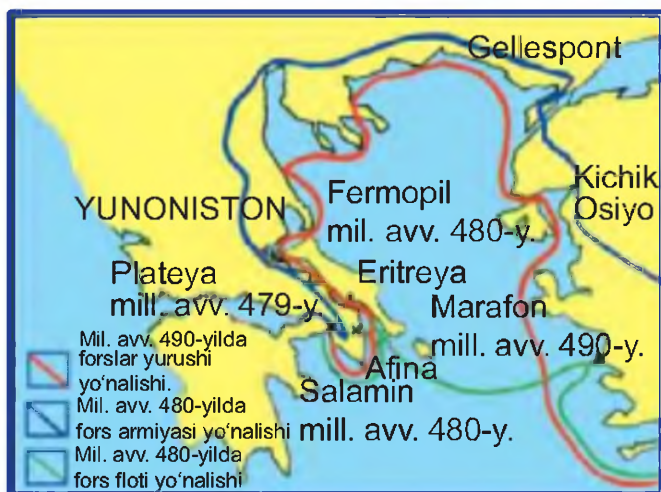 Gellespont
Kichik
Osiyo
YUNONISTON
Fermopil
mil. avv. 480-y.
Plateya
mill. avv. 479-y.
Eritreya
Marafon
mill. avv. 490-y.
Afina
Salamin
mill. avv. 480-y.
Mil. avv. 490-yilda
forslar yurushi
yo‘nalishi.
Mil. avv. 480-yilda
fors armiyasi yo‘nalishi
Mil. avv. 480-yilda
fors floti yo‘nalishi